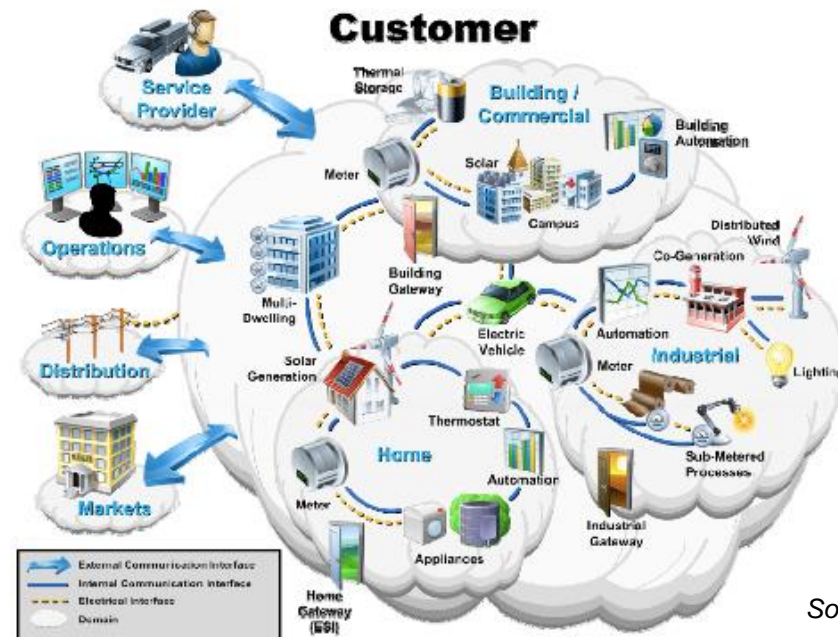 Customer
Service
Provider
Thermal
Storage
Building /
Commercial
Building
Automation
Meter
Solar
Campus
Operations
Multi-
Dwelling
Building
Gateway
Distributed
Wind
Co-Generation
Electric
Vehicle
Automation
Industrial
Meter
Lighting
Sub-Metered
Processes
Industrial
Gateway
Distribution
Solar
Generation
Thermostat
Home
Meter
Automation
Appliances
Home
Gateway
(ESI)
Markets
External Communication Interface
Internal Communication Interface
Electrical Interface
Domain
So